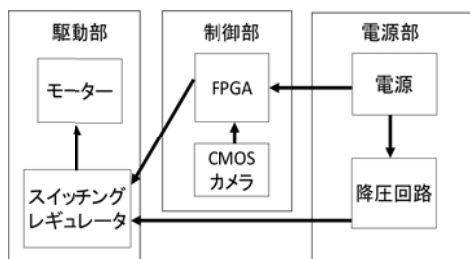 駆動部
モーター
スイッチング
レギュレータ
制御部
FPGA
CMOS
カメラ
電源部
電源
降圧回路